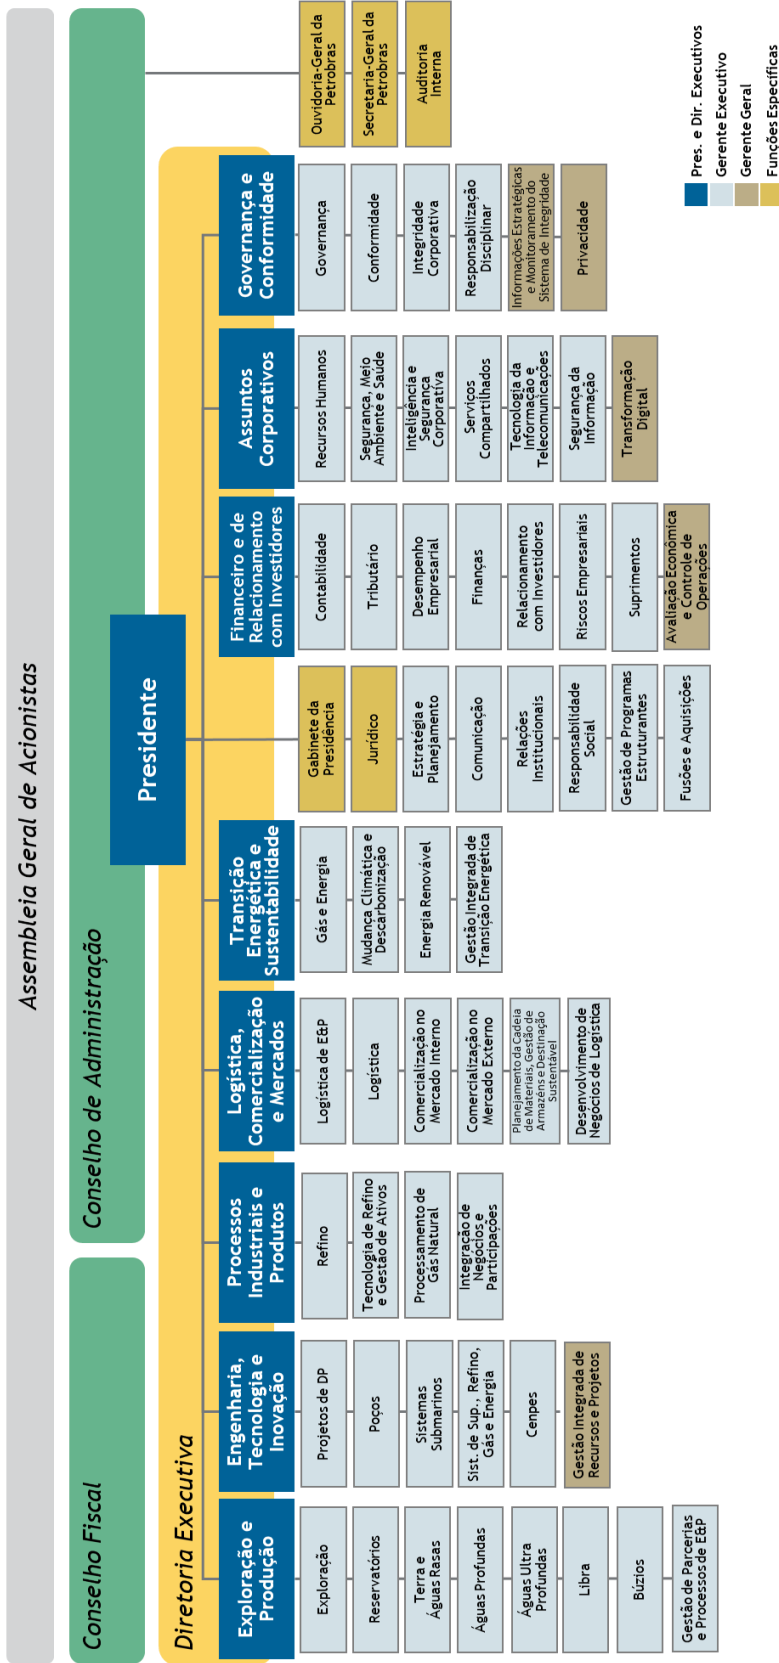 Assembleia Geral de Acionistas
Conselho Fiscal
Conselho de Administração
Diretoria Executiva
Presidente
Exploração e
Produção
Exploração
Reservatórios
Terra e
Águas Rasas
Águas Profundas
Águas Ultra
Profundas
Libra
Búzios
Gestão de Parcerias
e Processos de E&P
Engenharia,
Tecnologia e
Inovação
Projetos de DP
Poços
Sistemas
Submarinos
Sist. de Sup., Refino,
Gás e Energia
Cenpes
Gestão Integrada de
Recursos e Projetos
Processos
Industriais e
Produtos
Refino
Tecnologia de Refino
e Gestão de Ativos
Processamento de
Gás Natural
Integração de
Negócios e
Participações
Logística,
Comercialização
e Mercados
Logística de E&P
Logística
Comercialização no
Mercado Interno
Comercialização no
Mercado Externo
Planejamento da Cadeia
de Materiais, Gestão de
Armazéns e Destinação
Sustentável
Desenvolvimento de
Negócios de Logística
Transição
Energética e
Sustentabilidade
Gás e Energia
Mudança Climática e
Descarbonização
Energia Renovável
Gestão Integrada de
Transição Energética
Gabinete da
Presidência
Jurídico
Estratégia e
Planejamento
Comunicação
Relações
Institucionais
Responsabilidade
Social
Gestão de Programas
Estruturantes
Fusões e Aquisições
Financeiro e de
Relacionamento
com Investidores
Contabilidade
Tributário
Desempenho
Empresarial
Finanças
Relacionamento
com Investidores
Riscos Empresariais
Suprimentos
Avaliação Econômica
e Controle de
Operações
Assuntos
Corporativos
Recursos Humanos
Segurança, Meio
Ambiente e Saúde
Inteligência e
Segurança
Corporativa
Serviços
Compartilhados
Tecnologia da
Informação e
Telecomunicações
Segurança da
Informação
Transformação
Digital
Governança e
Conformidade
Governança
Conformidade
Integridade
Corporativa
Responsabilização
Disciplinar
Informações Estratégicas
e Monitoramento do
Sistema de Integridade
Privacidade
Ouvidoria-Geral da
Petrobras
Secretaria-Geral da
Petrobras
Auditoria
Interna
Pres. e Dir. Executivos
Gerente Executivo
Gerente Geral
Funções Específicas